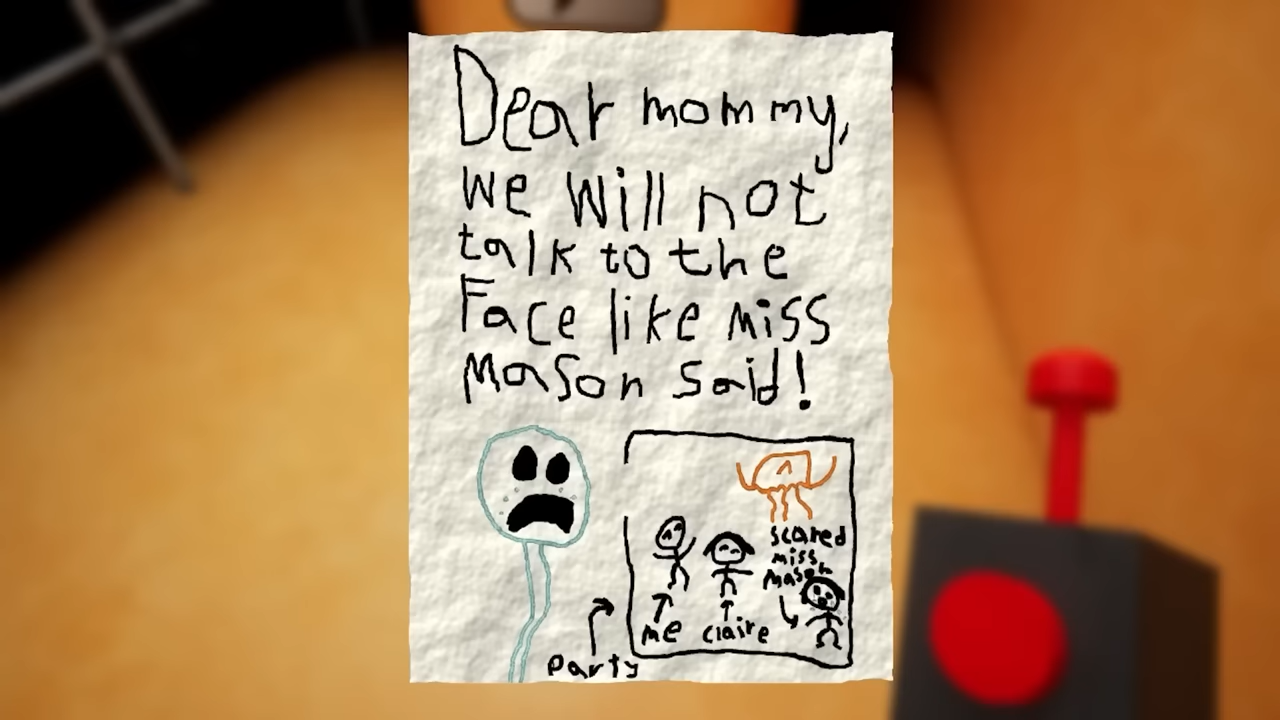 Dear mommy,
we will not
talk to the
Face like miss
Mason said!
scared
miss
mason
me
claire
party